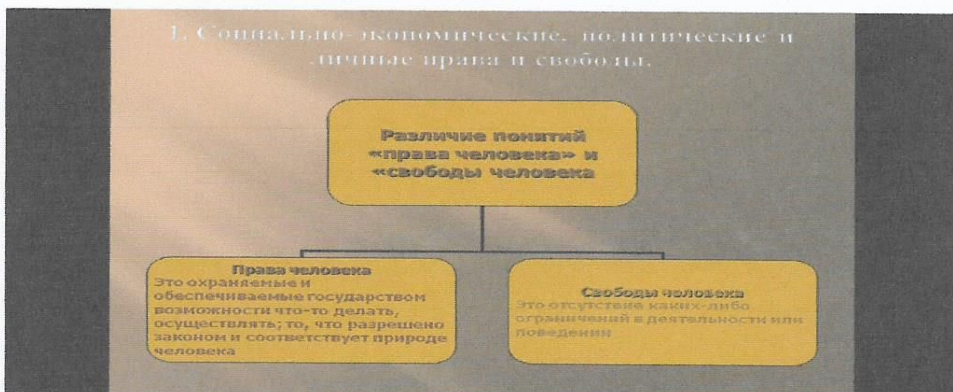 1. Социально-экономические, политические и
личные права и свободы.
Различие понятий
«права человека» и
«свободы человека
Права человека
Это охраняемые и
обеспечиваемые государством
возможности что-то делать,
осуществлять; то, что разрешено
законом и соответствует природе
человека
Свободы человека
Это отсутствие каких-либо
ограничений в деятельности или
поведении